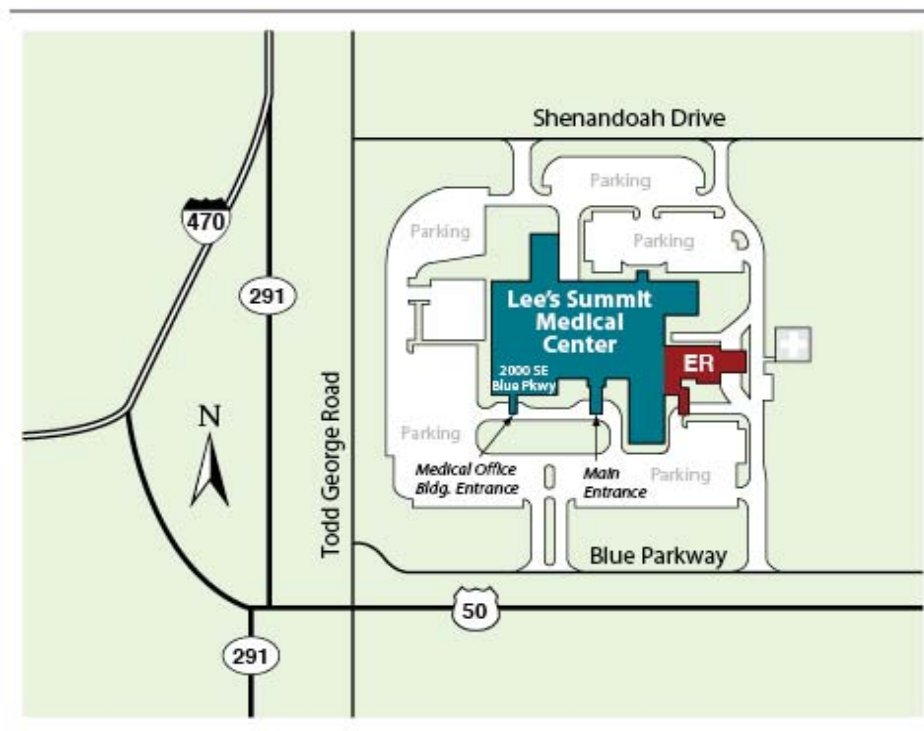 Shenandoah Drive
Parking
470
Parking
Parking
291
Lee's Summit
Medical
Center
ER
2000 SE
Blue Pkwy
N
Todd George Road
Parking
Medical Office
Bldg. Entrance
Main
Entrance
Parking
Blue Parkway
50
291